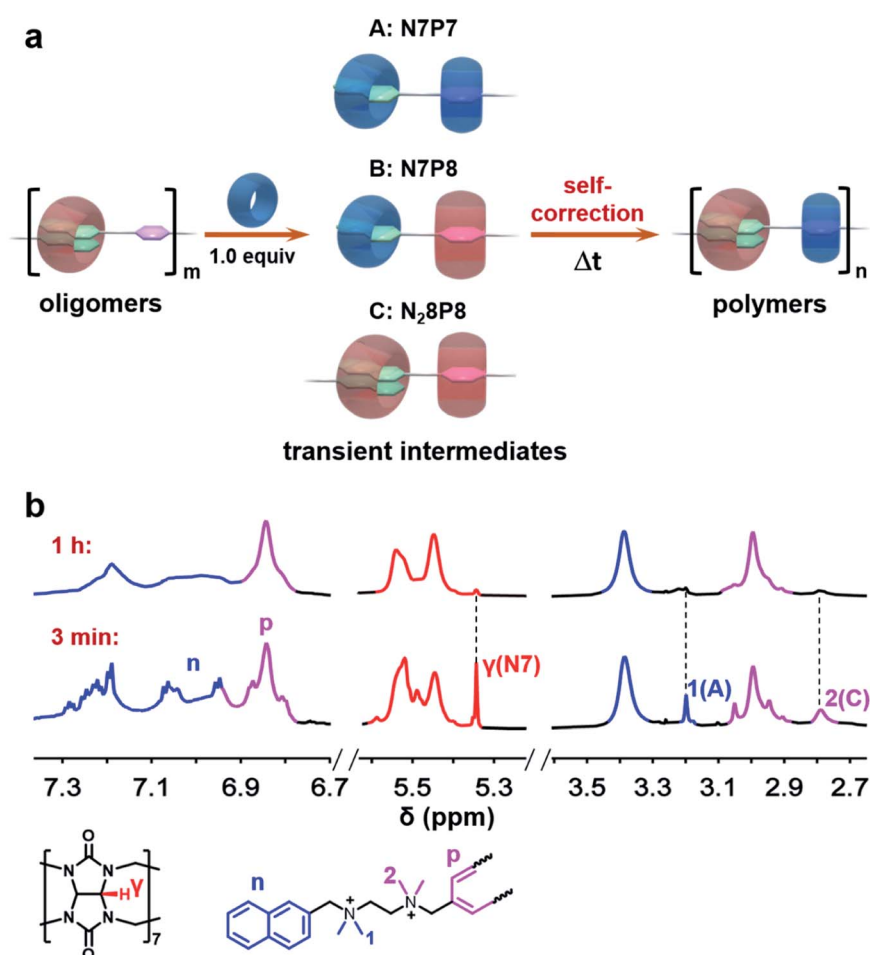 a
A: N7P7
B: N7P8
self-
correction
1.0 equiv
Δt
m
n
oligomers
C: N₂8P8
polymers
transient intermediates
b
1 h:
3 min:
n
p
γ(N7)
1(A)
2(C)
7.3 7.1 6.9 6.7 5.5 5.3 3.5 3.3 3.1 2.9 2.7
δ (ppm)
O
N N
Hγ
N N
7
O
n
2
p
+
N
N
+
1